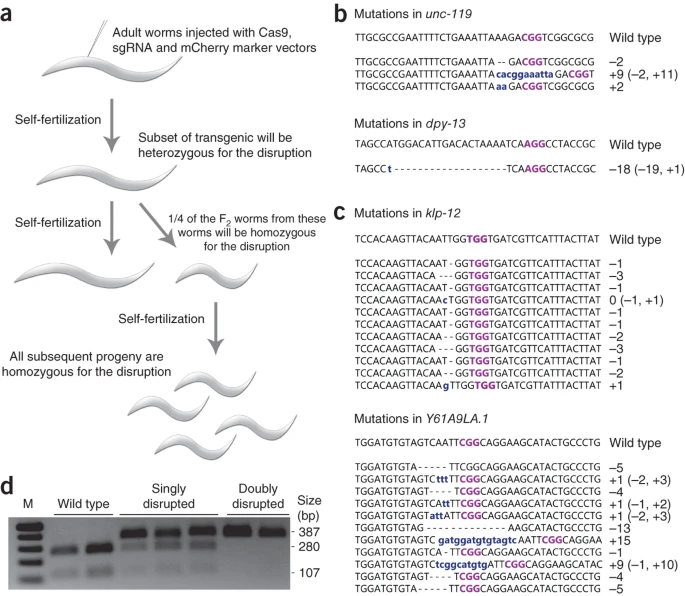 a
Adult worms injected with Cas9,
sgRNA and mCherry marker vectors
Self-fertilization
Subset of transgenic will be
heterozygous for the disruption
Self-fertilization
1/4 of the F2 worms from these
worms will be homozygous
for the disruption
Self-fertilization
All subsequent progeny are
homozygous for the disruption
b
Mutations in unc-119
TTGCGCCGAATTTTCTGAAATTAAAGACGGTCGGCGCG Wild type
TTGCGCCGAATTTTCTGAAATTA--GACGGTCGGCGCG –2
TTGCGCCGAATTTTCTGAAATTAcacggaaattaGACGGT +9 (–2, +11)
TTGCGCCGAATTTTCTGAAATTAaaGACGGTCGGCGCG +2
Mutations in dpy-13
TAGCCATGGACATTGACACTAAAATCAAGGCCTACCGC Wild type
TAGCCt-------------------TCAAGGCCTACCGC –18 (–19, +1)
c
Mutations in klp-12
TCCACAAGTTACAATTGGTGGTGATCGTTCATTTACTTAT Wild type
TCCACAAGTTACAAT-GGTGGTGATCGTTCATTTACTTAT –1
TCCACAAGTTACA---GGTGGTGATCGTTCATTTACTTAT –3
TCCACAAGTTACAAT-GGTGGTGATCGTTCATTTACTTAT –1
TCCACAAGTTACAAcTGGTGGTGATCGTTCATTTACTTAT 0 (–1, +1)
TCCACAAGTTACAAT-GGTGGTGATCGTTCATTTACTTAT –1
TCCACAAGTTACAAT-GGTGGTGATCGTTCATTTACTTAT –1
TCCACAAGTTACAA--GGTGGTGATCGTTCATTTACTTAT –2
TCCACAAGTTACA---GGTGGTGATCGTTCATTTACTTAT –3
TCCACAAGTTACAAT-GGTGGTGATCGTTCATTTACTTAT –1
TCCACAAGTTACAA--GGTGGTGATCGTTCATTTACTTAT –2
TCCACAAGTTACAAgTTGGTGGTGATCGTTATTTACTTAT +1
Mutations in Y61A9LA.1
TGGATGTGTAGTCAATTCGGCAGGAAGCATACTGCCCTG Wild type
TGGATGTGTA-----TTCGGCAGGAAGCATACTGCCCTG –5
TGGATGTGTAGTCtttTTCGGCAGGAAGCATACTGCCCTG +1 (–2, +3)
TGGATGTGTAGT----TCGGCAGGAAGCATACTGCCCTG –4
TGGATGTGTAGTCAttTTCGGCAGGAAGCATACTGCCCTG +1 (–1, +2)
TGGATGTGTAGTattATTCGGCAGGAAGCATACTGCCCTG +1 (–2, +3)
TGGATGTGTAG-------------AAGCATACTGCCCTG –13
TGGATGTGTAGTCgatggatgtgtagtcAATTCGGCAGGAA +15
TGGATGTGTAGTCA-TTCGGCAGGAAGCATACTGCCCTG –1
TGGATGTGTAGTCtcggcatgtgATTCGGCAGGAAGCATAC +9 (–1, +10)
TGGATGTGTAGT----TCGGCAGGAAGCATACTGCCCTG –4
TGGATGTGTA-----TTCGGCAGGAAGCATACTGCCCTG –5
d
M
Wild type
Singly
disrupted
Doubly
disrupted
Size
(bp)
387
280
107